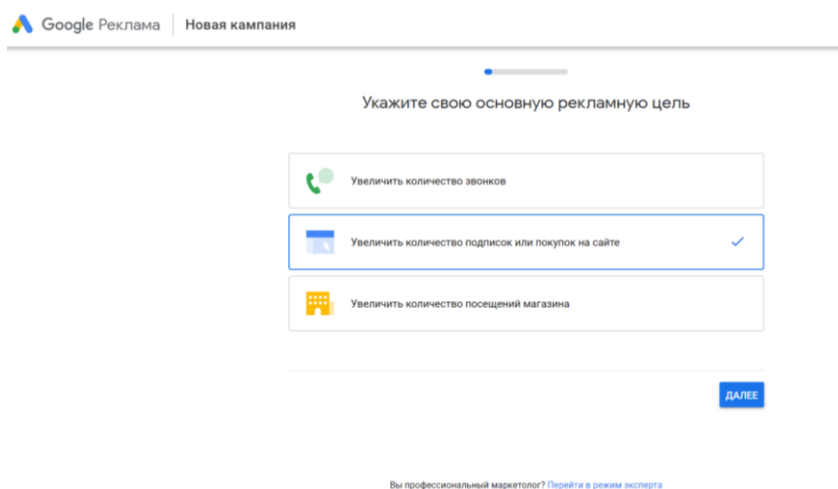 Google Реклама Новая кампания
Укажите свою основную рекламную цель
Увеличить количество звонков
Увеличить количество подписок или покупок на сайте
Увеличить количество посещений магазина
ДАЛЕЕ
Вы профессиональный маркетолог? Перейти в режим эксперта